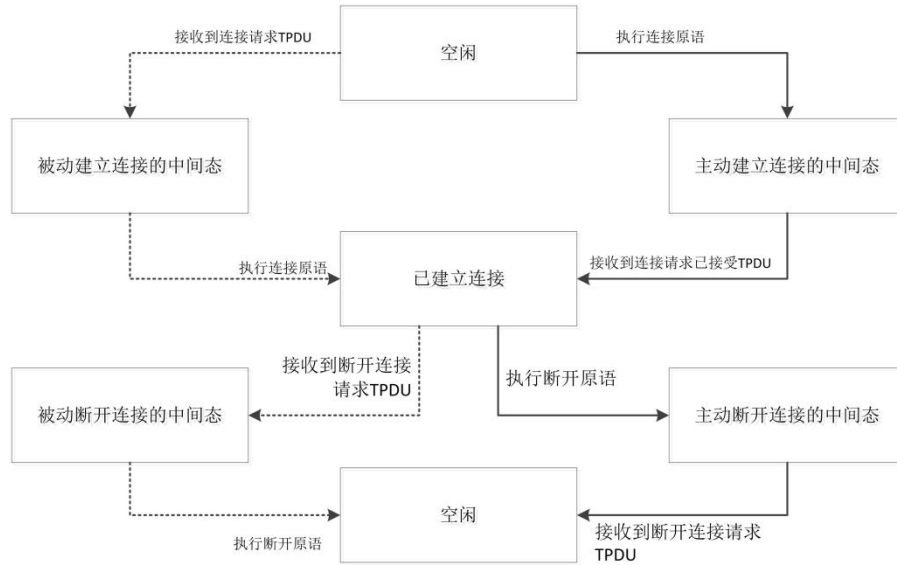 接收到连接请求TPDU
空闲
执行连接原语
被动建立连接的中间态
主动建立连接的中间态
执行连接原语
已建立连接
接收到连接请求已接受TPDU
接收到断开连接
请求TPDU
执行断开原语
被动断开连接的中间态
主动断开连接的中间态
执行断开原语
空闲
接收到断开连接请求
TPDU